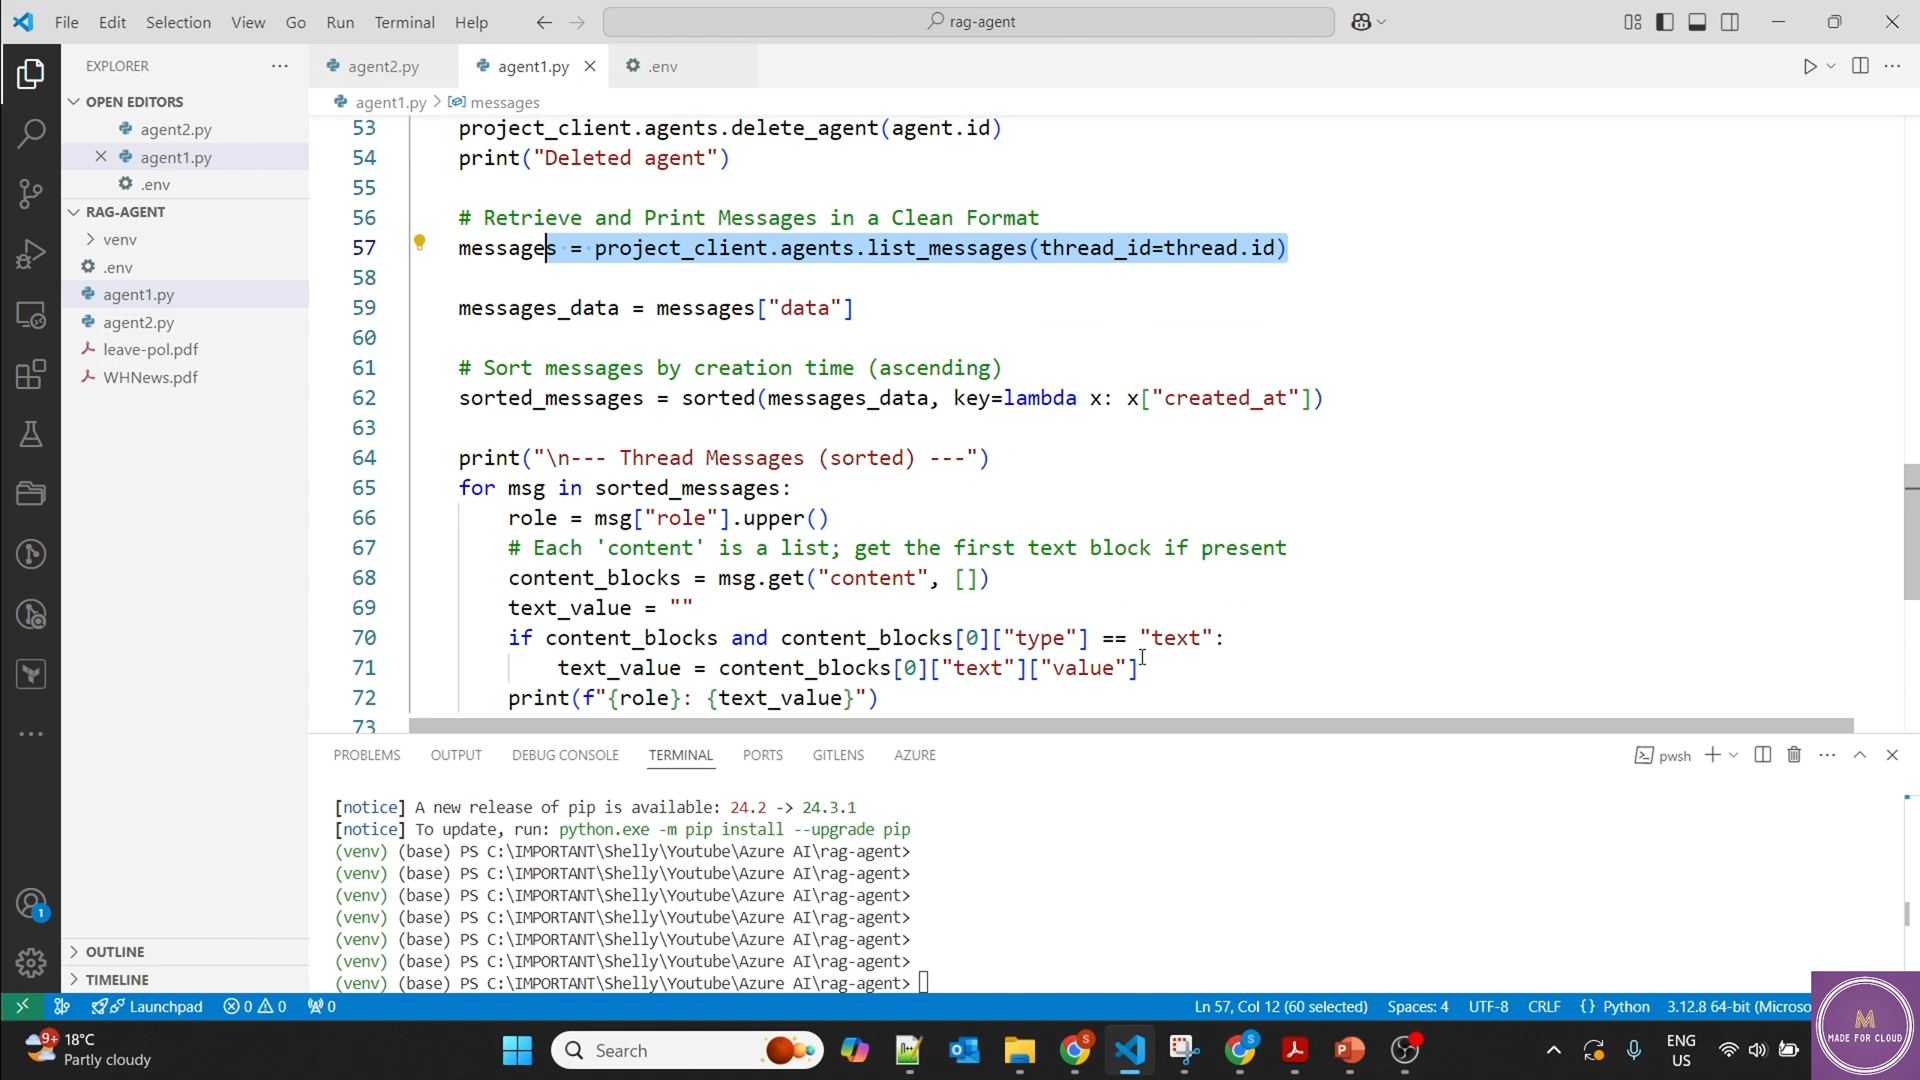 File Edit Selection View Go Run Terminal Help
rag-agent
EXPLORER
agent2.py
agent1.py
.env
OPEN EDITORS
agent2.py
agent1.py
.env
RAG-AGENT
venv
.env
agent1.py
agent2.py
leave-pol.pdf
WHNews.pdf
OUTLINE
TIMELINE
agent1.py > messages
53 project_client.agents.delete_agent(agent.id)
54 print("Deleted agent")
55
56 # Retrieve and Print Messages in a Clean Format
57 messages = project_client.agents.list_messages(thread_id=thread.id)
58
59 messages_data = messages["data"]
60
61 # Sort messages by creation time (ascending)
62 sorted_messages = sorted(messages_data, key=lambda x: x["created_at"])
63
64 print("\n--- Thread Messages (sorted) ---")
65 for msg in sorted_messages:
66 role = msg["role"].upper()
67 # Each 'content' is a list; get the first text block if present
68 content_blocks = msg.get("content", [])
69 text_value = ""
70 if content_blocks and content_blocks[0]["type"] == "text":
71 text_value = content_blocks[0]["text"]["value"]
72 print(f"{role}: {text_value}")
73
PROBLEMS OUTPUT DEBUG CONSOLE TERMINAL PORTS GITLENS AZURE
pwsh
[notice] A new release of pip is available: 24.2 -> 24.3.1
[notice] To update, run: python.exe -m pip install --upgrade pip
(venv) (base) PS C:\IMPORTANT\Shelly\Youtube\Azure AI\rag-agent>
(venv) (base) PS C:\IMPORTANT\Shelly\Youtube\Azure AI\rag-agent>
(venv) (base) PS C:\IMPORTANT\Shelly\Youtube\Azure AI\rag-agent>
(venv) (base) PS C:\IMPORTANT\Shelly\Youtube\Azure AI\rag-agent>
(venv) (base) PS C:\IMPORTANT\Shelly\Youtube\Azure AI\rag-agent>
(venv) (base) PS C:\IMPORTANT\Shelly\Youtube\Azure AI\rag-agent>
(venv) (base) PS C:\IMPORTANT\Shelly\Youtube\Azure AI\rag-agent>
1
Launchpad 0 0 0
Ln 57, Col 12 (60 selected) Spaces: 4 UTF-8 CRLF {} Python 3.12.8 64-bit (Microso
9+
18°C
Partly cloudy
Search
S
S
ENG
US
M
MADE FOR CLOUD